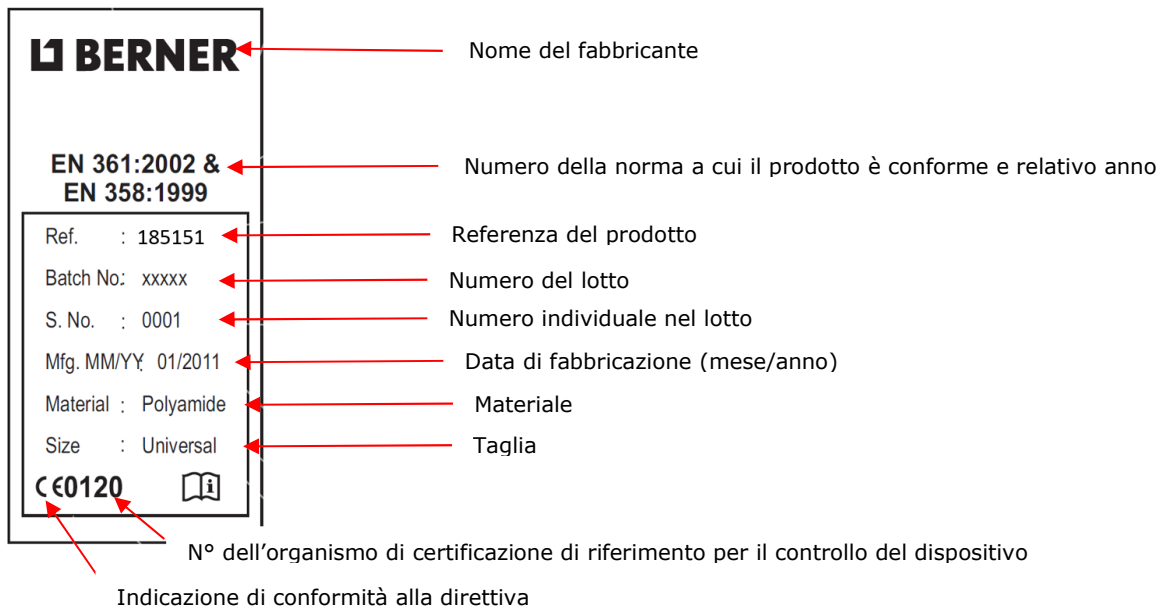 BERNER
Nome del fabbricante
EN 361:2002 &
EN 358:1999
Numero della norma a cui il prodotto è conforme e relativo anno
Ref. : 185151
Referenza del prodotto
Batch No.: xxxxx
Numero del lotto
S. No. : 0001
Numero individuale nel lotto
Mfg. MM/YY: 01/2011
Data di fabbricazione (mese/anno)
Material : Polyamide
Materiale
Size : Universal
Taglia
CE0120 i
N° dell’organismo di certificazione di riferimento per il controllo del dispositivo
Indicazione di conformità alla direttiva